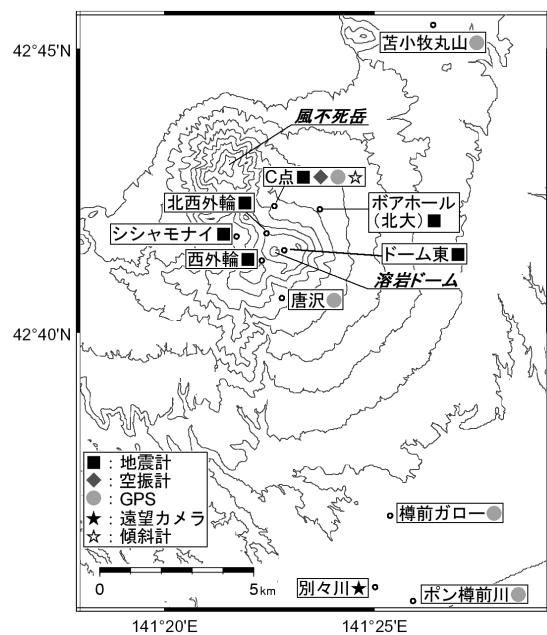 42°45'N
苫小牧丸山●
風不死岳
C点■◆●☆
北西外輪■
ボアホール
(北大)■
シシャモナイ■
ドーム東■
西外輪■
溶岩ドーム
唐沢●
42°40'N
■：地震計
◆：空振計
●：GPS
★：遠望カメラ
☆：傾斜計
樽前ガロー●
0 5km
別々川★
ポン樽前川●
141°20'E 141°25'E